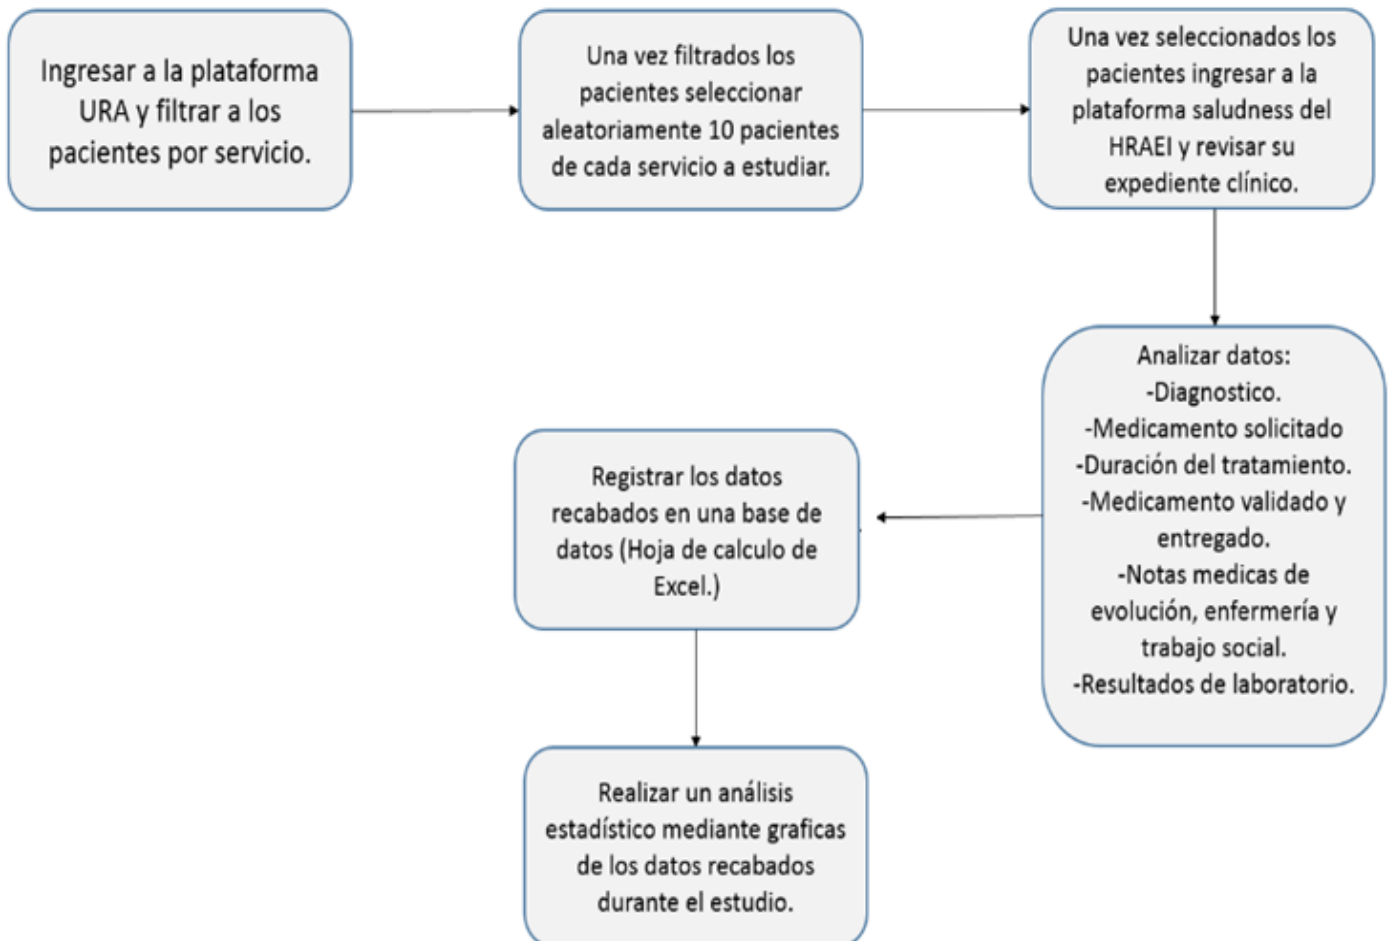 Ingresar a la plataforma
URA y filtrar a los
pacientes por servicio.
Una vez filtrados los
pacientes seleccionar
aleatoriamente 10 pacientes
de cada servicio a estudiar.
Una vez seleccionados los
pacientes ingresar a la
plataforma saludness del
HRAEI y revisar su
expediente clínico.
Analizar datos:
-Diagnostico.
-Medicamento solicitado
-Duración del tratamiento.
-Medicamento validado y
entregado.
-Notas medicas de
evolución, enfermería y
trabajo social.
-Resultados de laboratorio.
Registrar los datos
recabados en una base de
datos (Hoja de calculo de
Excel.)
Realizar un análisis
estadístico mediante graficas
de los datos recabados
durante el estudio.